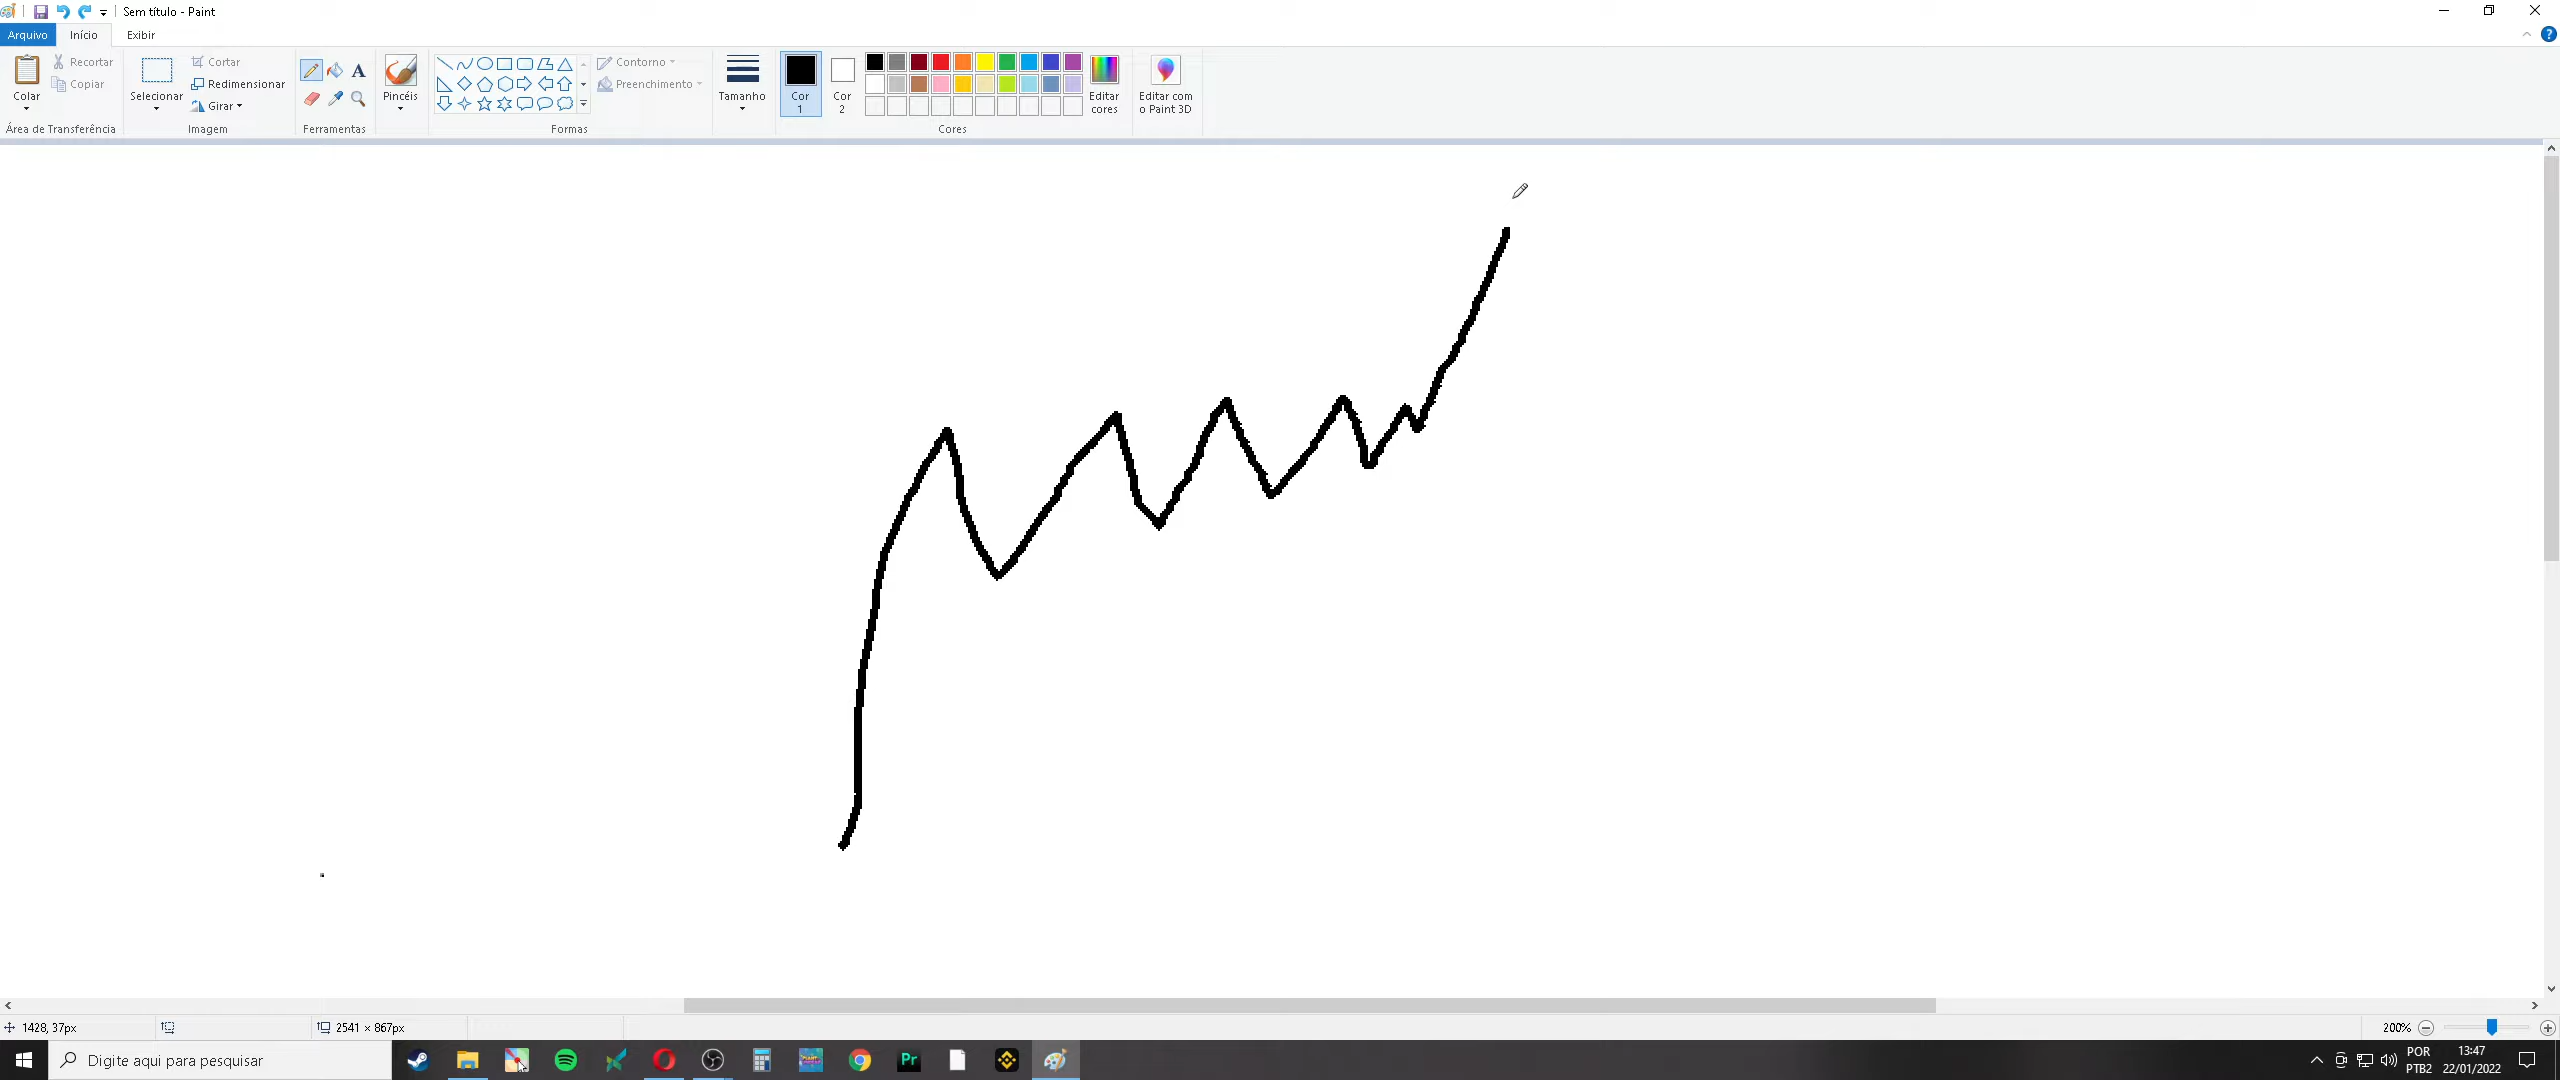 Sem título - Paint
Arquivo Início Exibir
Colar
Recortar
Copiar
Área de Transferência
Selecionar
Cortar
Redimensionar
Girar
Imagem
A
Ferramentas
Pincéis
Contorno
Preenchimento
Formas
Tamanho
Cor
1
Cor
2
Editar
cores
Cores
Editar com
o Paint 3D
1428, 37px
2541 × 867px
200%
Digite aqui para pesquisar
Pr
POR
PTB2
13:47
22/01/2022